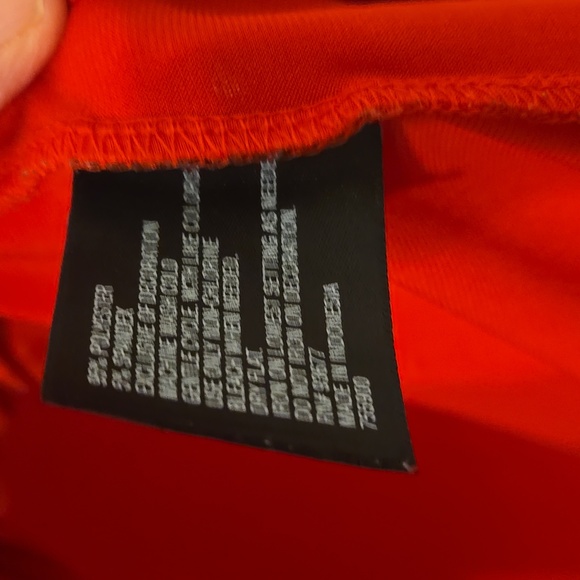 POLYESTER
SPANDEX
EXCLUSIVE OF DECORATION
MACHINE WASH COLD
GENTLE CYCLE, WITH LIKE COLORS
USE ONLY NON-CHLORINE
BLEACH WHEN NEEDED.
DRY FLAT.
IRON ON LOWEST SETTING AS NEEDED
DO NOT IRON ON DECORATION.
MADE IN INDONESIA